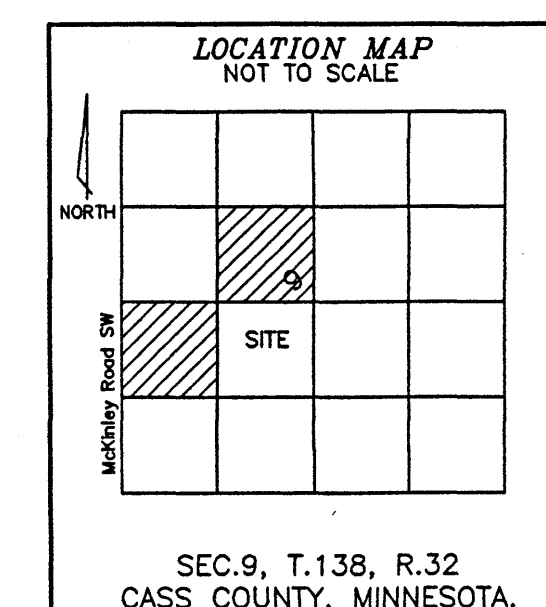 LOCATION MAP
NOT TO SCALE
NORTH
9
SITE
McKinley Road SW
SEC.9, T.138, R.32
CASS COUNTY, MINNESOTA.